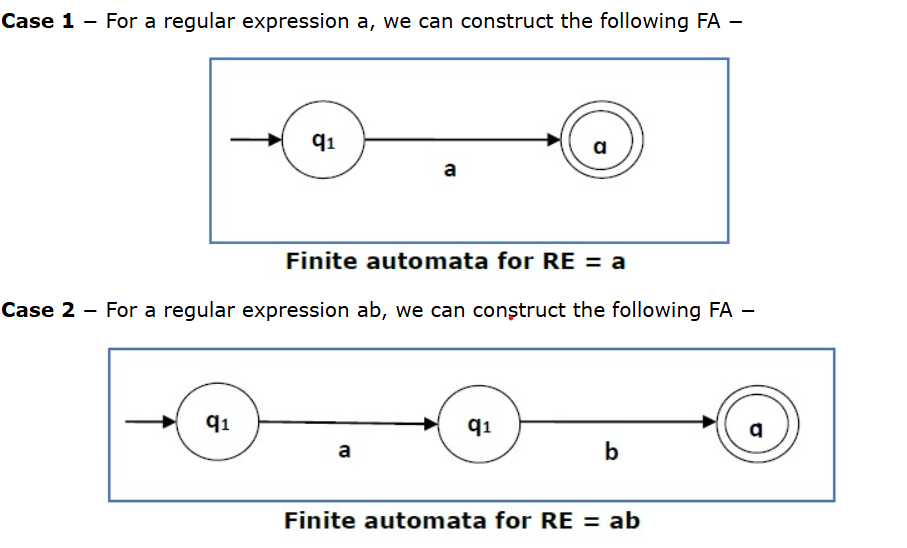 Case 1 – For a regular expression a, we can construct the following FA –
q1
a
q
Finite automata for RE = a
Case 2 – For a regular expression ab, we can construct the following FA –
q1
a
q1
b
q
Finite automata for RE = ab